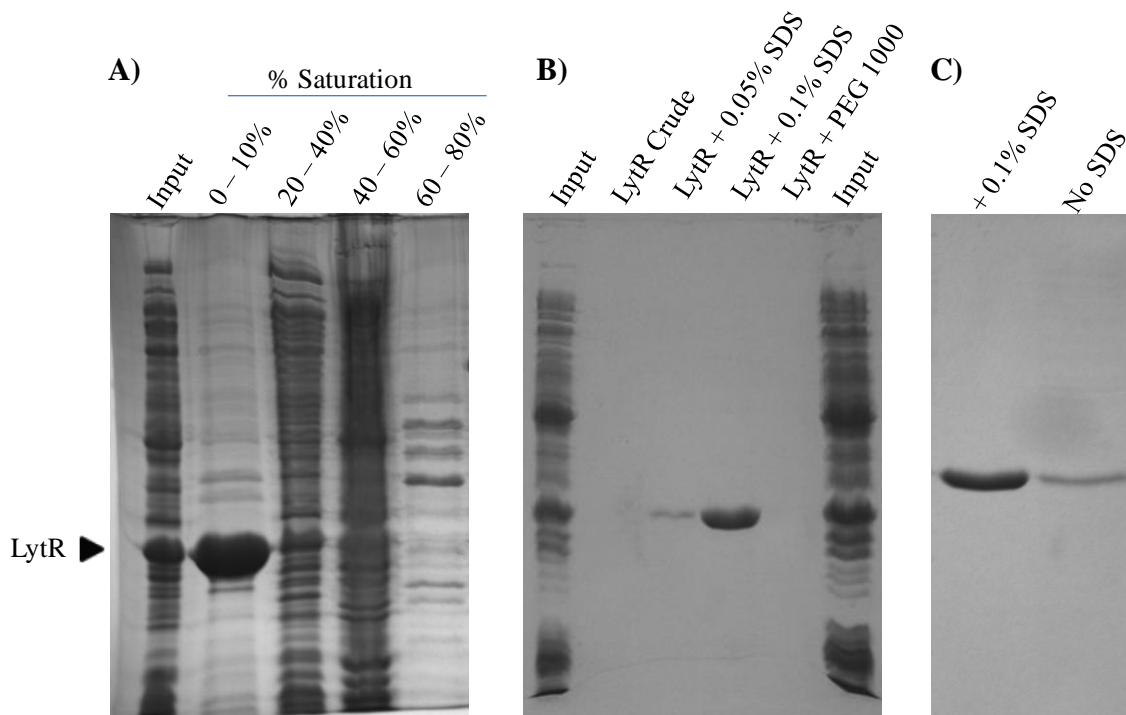 A)
% Saturation
Input
0 – 10%
20 – 40%
40 – 60%
60 – 80%
LytR
B)
Input
LytR Crude
LytR + 0.05% SDS
LytR + 0.1% SDS
LytR + PEG 1000
Input
C)
+ 0.1% SDS
No SDS